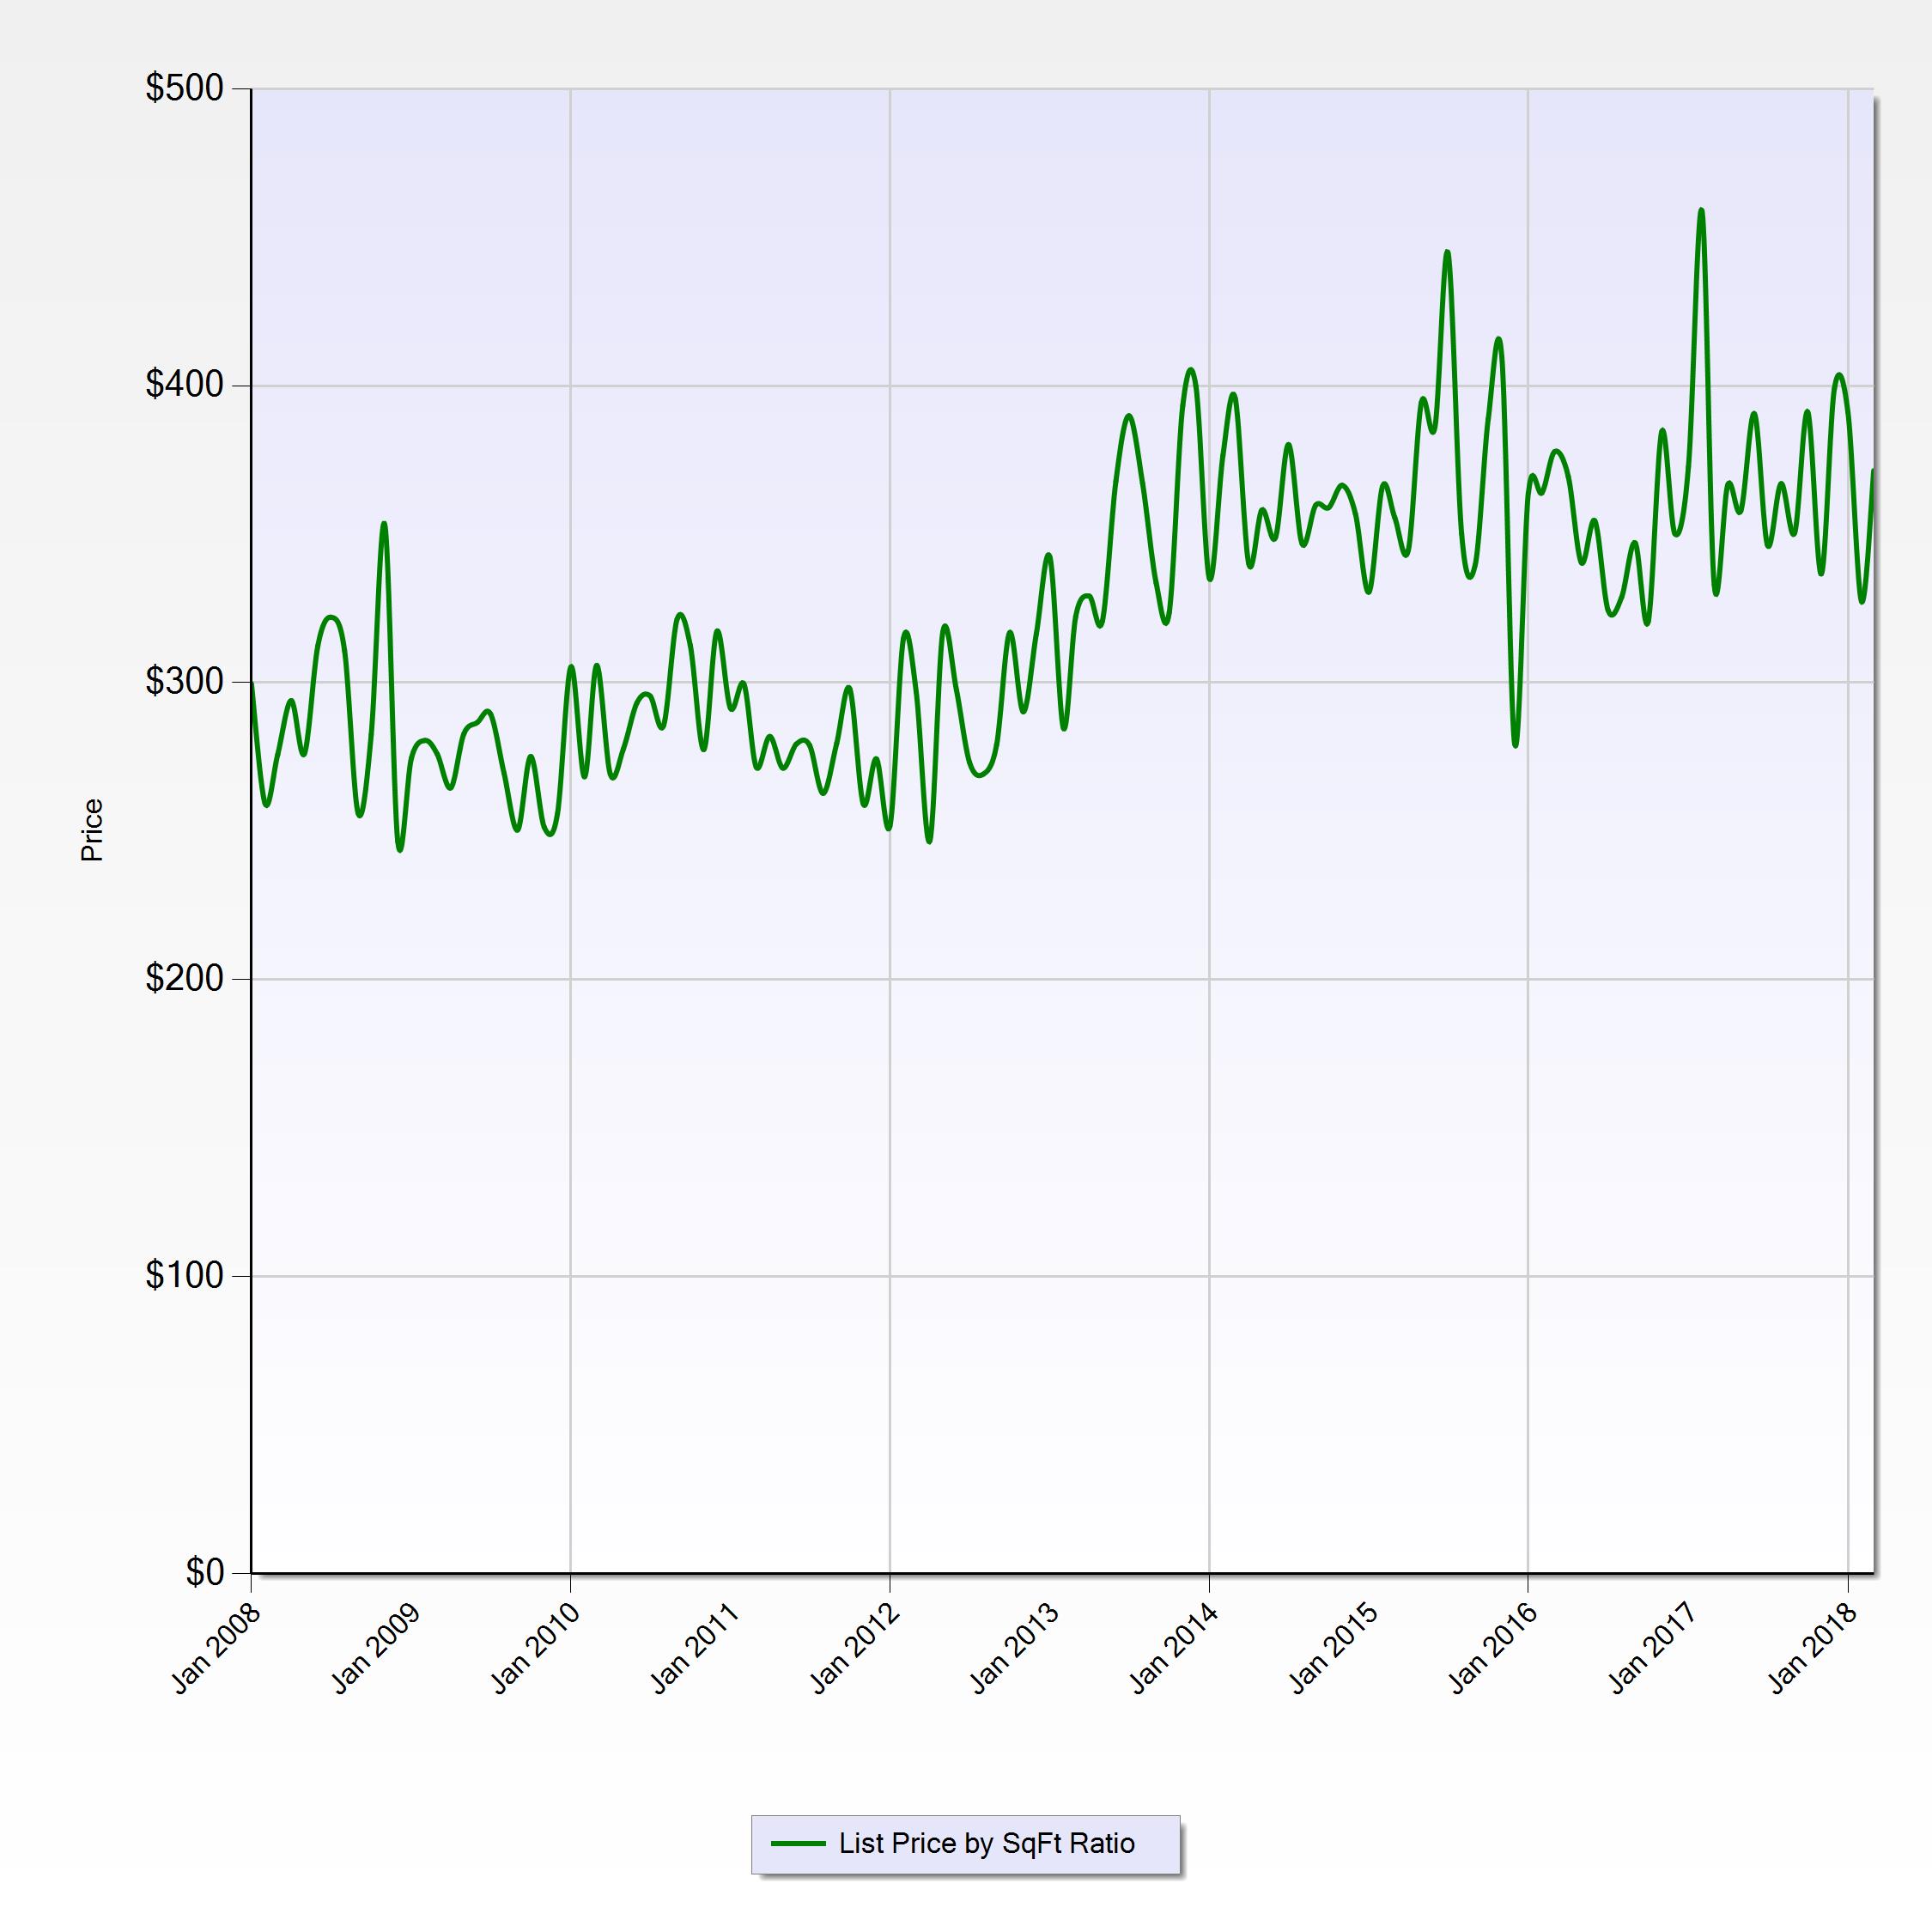 $500
$400
$300
$200
$100
$0
Price
Jan 2008
Jan 2009
Jan 2010
Jan 2011
Jan 2012
Jan 2013
Jan 2014
Jan 2015
Jan 2016
Jan 2017
Jan 2018
List Price by SqFt Ratio